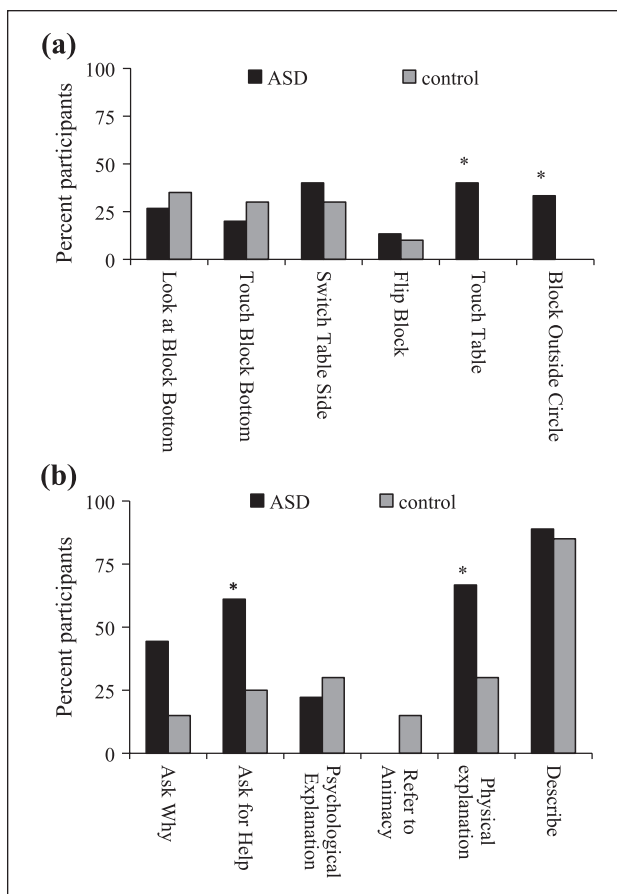 (a)
100
ASD
control
75
50
25
0
Percent participants
*
*
Look at Block Bottom
Touch Block Bottom
Switch Table Side
Flip Block
Touch Table
Block Outside Circle
(b)
100
ASD
control
75
50
25
0
Percent participants
*
*
Ask Why
Ask for Help
Psychological
Explanation
Refer to
Animacy
Physical
explanation
Describe